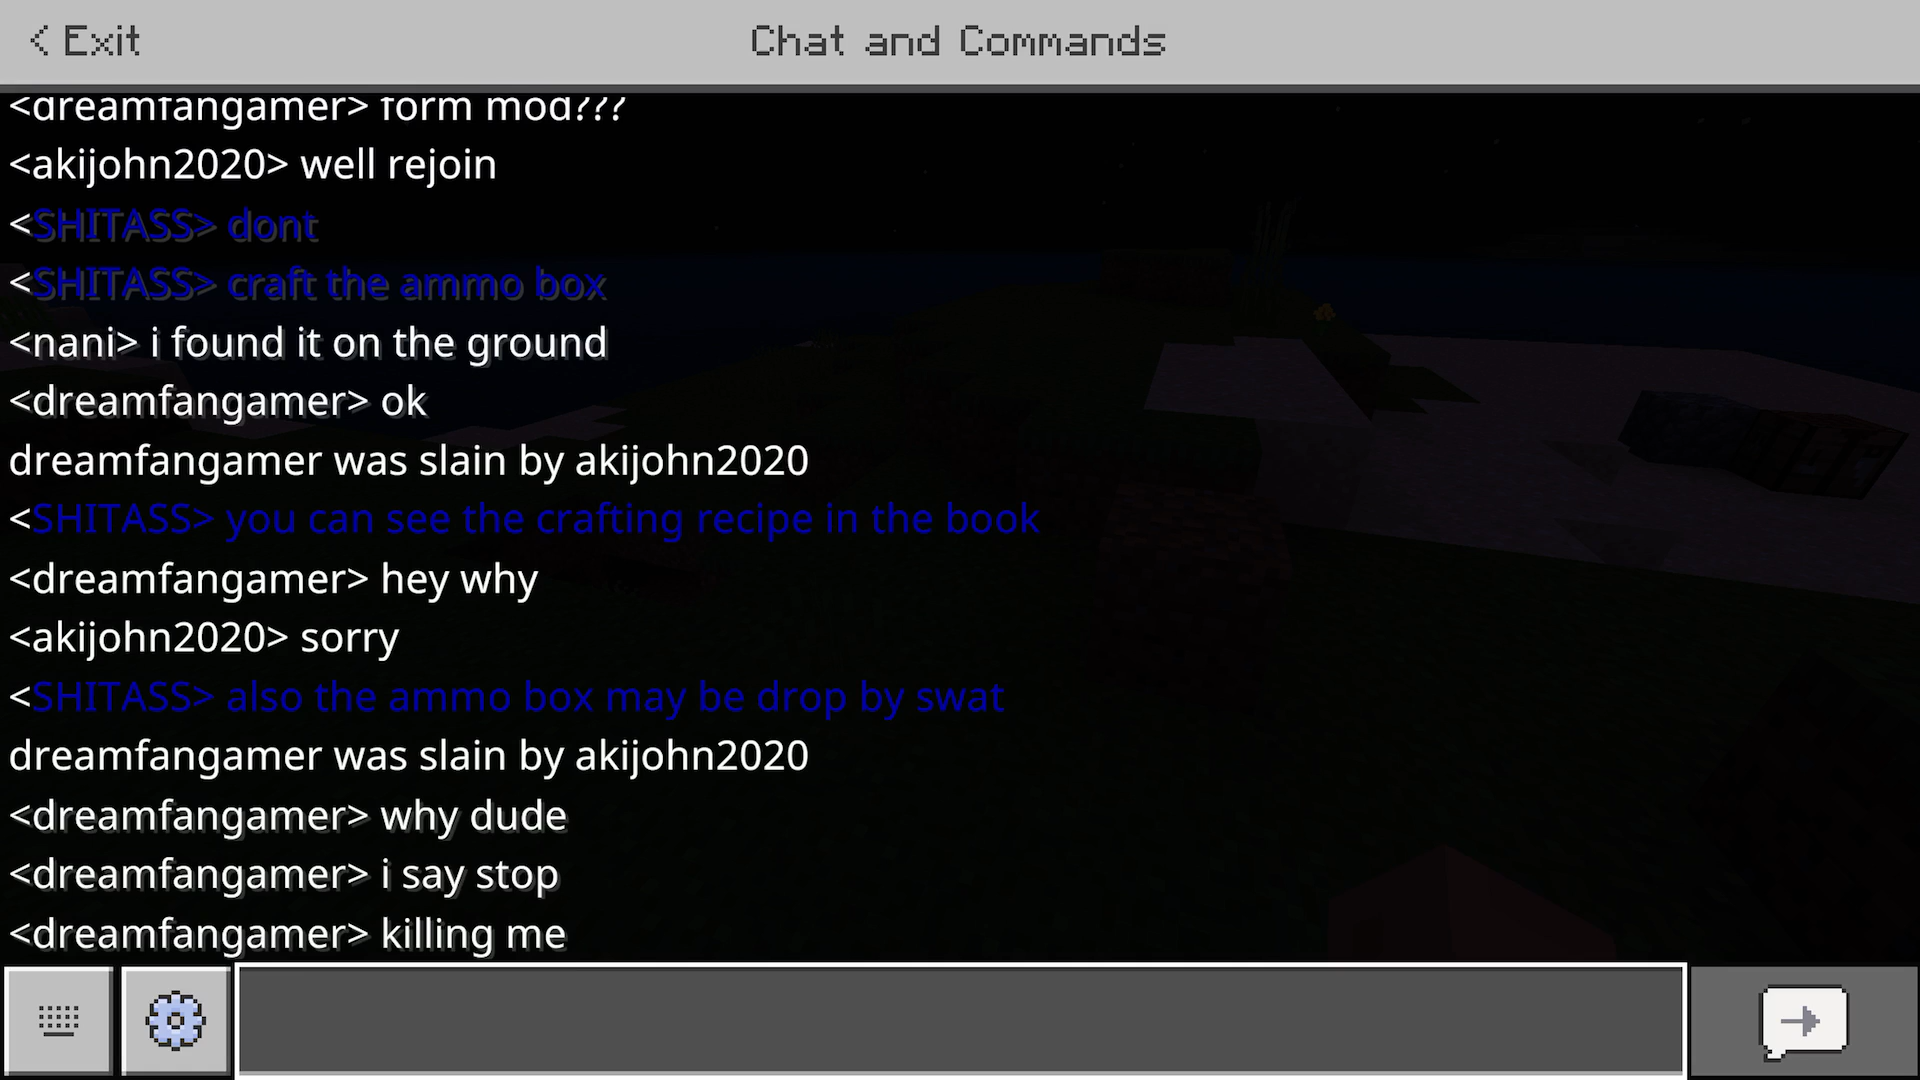 < Exit
Chat and Commands
<dreamfangamer> form mod???
<akijohn2020> well rejoin
<SHITASS> dont
<SHITASS> craft the ammo box
<nani> i found it on the ground
<dreamfangamer> ok
dreamfangamer was slain by akijohn2020
<SHITASS> you can see the crafting recipe in the book
<dreamfangamer> hey why
<akijohn2020> sorry
<SHITASS> also the ammo box may be drop by swat
dreamfangamer was slain by akijohn2020
<dreamfangamer> why dude
<dreamfangamer> i say stop
<dreamfangamer> killing me